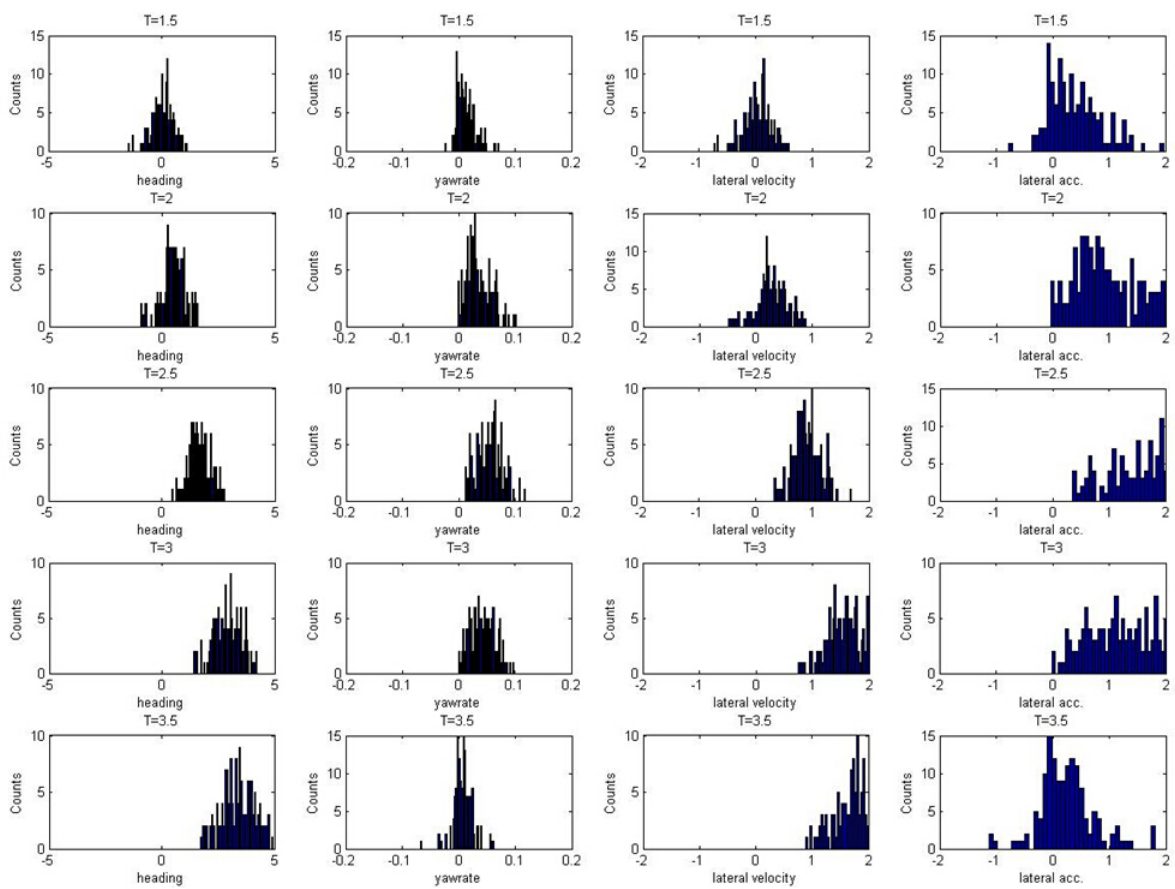 T=1.5
15
10
5
0
Counts
-5 0 5
heading
T=1.5
15
10
5
0
Counts
-0.2 -0.1 0 0.1 0.2
yawrate
T=1.5
15
10
5
0
Counts
-2 -1 0 1 2
lateral velocity
T=1.5
15
10
5
0
Counts
-2 -1 0 1 2
lateral acc.
T=2
10
5
0
Counts
-5 0 5
heading
T=2
10
5
0
Counts
-0.2 -0.1 0 0.1 0.2
yawrate
T=2
15
10
5
0
Counts
-2 -1 0 1 2
lateral velocity
T=2
10
5
0
Counts
-2 -1 0 1 2
lateral acc.
T=2.5
10
5
0
Counts
-5 0 5
heading
T=2.5
10
5
0
Counts
-0.2 -0.1 0 0.1 0.2
yawrate
T=2.5
10
5
0
Counts
-2 -1 0 1 2
lateral velocity
T=2.5
15
10
5
0
Counts
-2 -1 0 1 2
lateral acc.
T=3
10
5
0
Counts
-5 0 5
heading
T=3
10
5
0
Counts
-0.2 -0.1 0 0.1 0.2
yawrate
T=3
10
5
0
Counts
-2 -1 0 1 2
lateral velocity
T=3
10
5
0
Counts
-2 -1 0 1 2
lateral acc.
T=3.5
10
5
0
Counts
-5 0 5
heading
T=3.5
15
10
5
0
Counts
-0.2 -0.1 0 0.1 0.2
yawrate
T=3.5
10
5
0
Counts
-2 -1 0 1 2
lateral velocity
T=3.5
15
10
5
0
Counts
-2 -1 0 1 2
lateral acc.